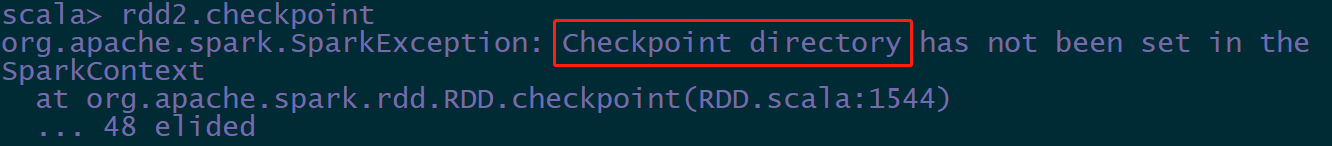 scala> rdd2.checkpoint
org.apache.spark.SparkException: Checkpoint directory has not been set in the
SparkContext
  at org.apache.spark.rdd.RDD.checkpoint(RDD.scala:1544)
  ... 48 elided